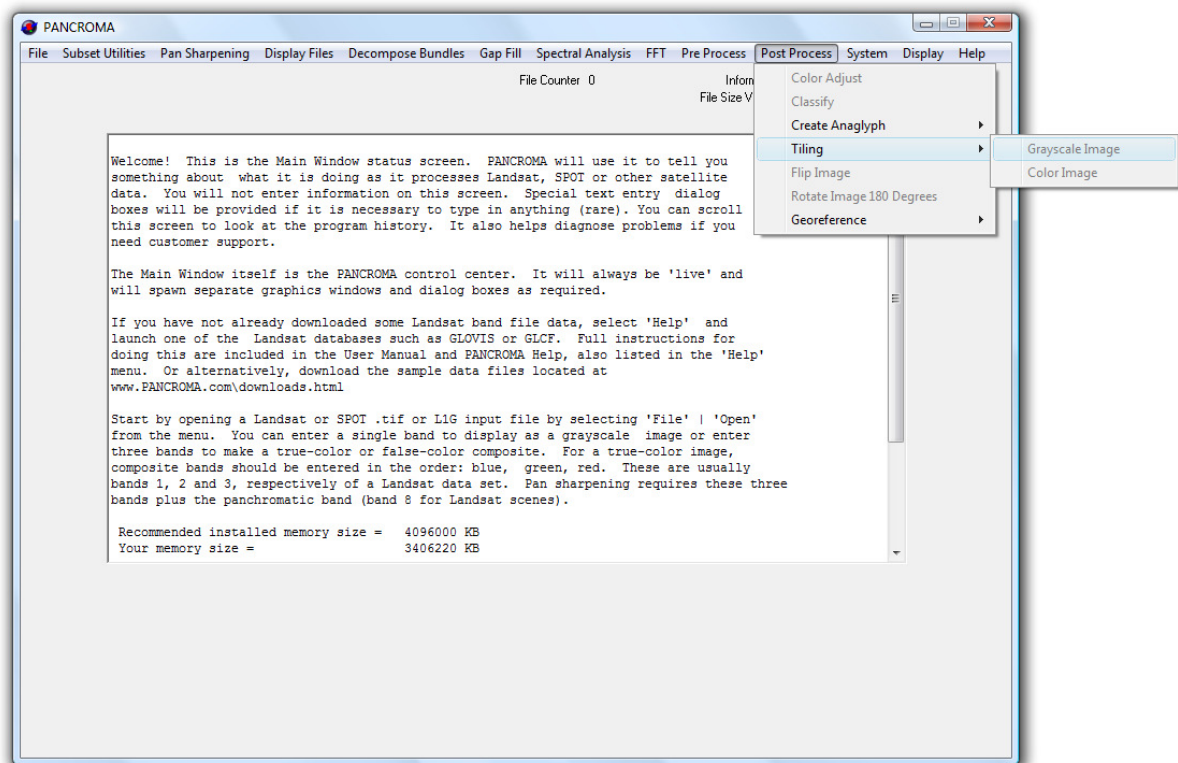 PANCROMA
File Subset Utilities Pan Sharpening Display Files Decompose Bundles Gap Fill Spectral Analysis FFT Pre Process Post Process System Display Help
File Counter 0
Color Adjust
Classify
Create Anaglyph
Tiling
Flip Image
Rotate Image 180 Degrees
Georeference
Grayscale Image
Color Image
File Size
Welcome! This is the Main Window status screen. PANCROMA will use it to tell you
something about what it is doing as it processes Landsat, SPOT or other satellite
data. You will not enter information on this screen. Special text entry dialog
boxes will be provided if it is necessary to type in anything (rare). You can scroll
this screen to look at the program history. It also helps diagnose problems if you
need customer support.
The Main Window itself is the PANCROMA control center. It will always be 'live' and
will spawn separate graphics windows and dialog boxes as required.
If you have not already downloaded some Landsat band file data, select 'Help' and
launch one of the Landsat databases such as GLOVIS or GLCF. Full instructions for
doing this are included in the User Manual and PANCROMA Help, also listed in the 'Help'
menu. Or alternatively, download the sample data files located at
www.PANCROMA.com\downloads.html
Start by opening a Landsat or SPOT .tif or L1G input file by selecting 'File' | 'Open'
from the menu. You can enter a single band to display as a grayscale image or enter
three bands to make a true-color or false-color composite. For a true-color image,
composite bands should be entered in the order: blue, green, red. These are usually
bands 1, 2 and 3, respectively of a Landsat data set. Pan sharpening requires these three
bands plus the panchromatic band (band 8 for Landsat scenes).
Recommended installed memory size = 4096000 KB
Your memory size = 3406220 KB